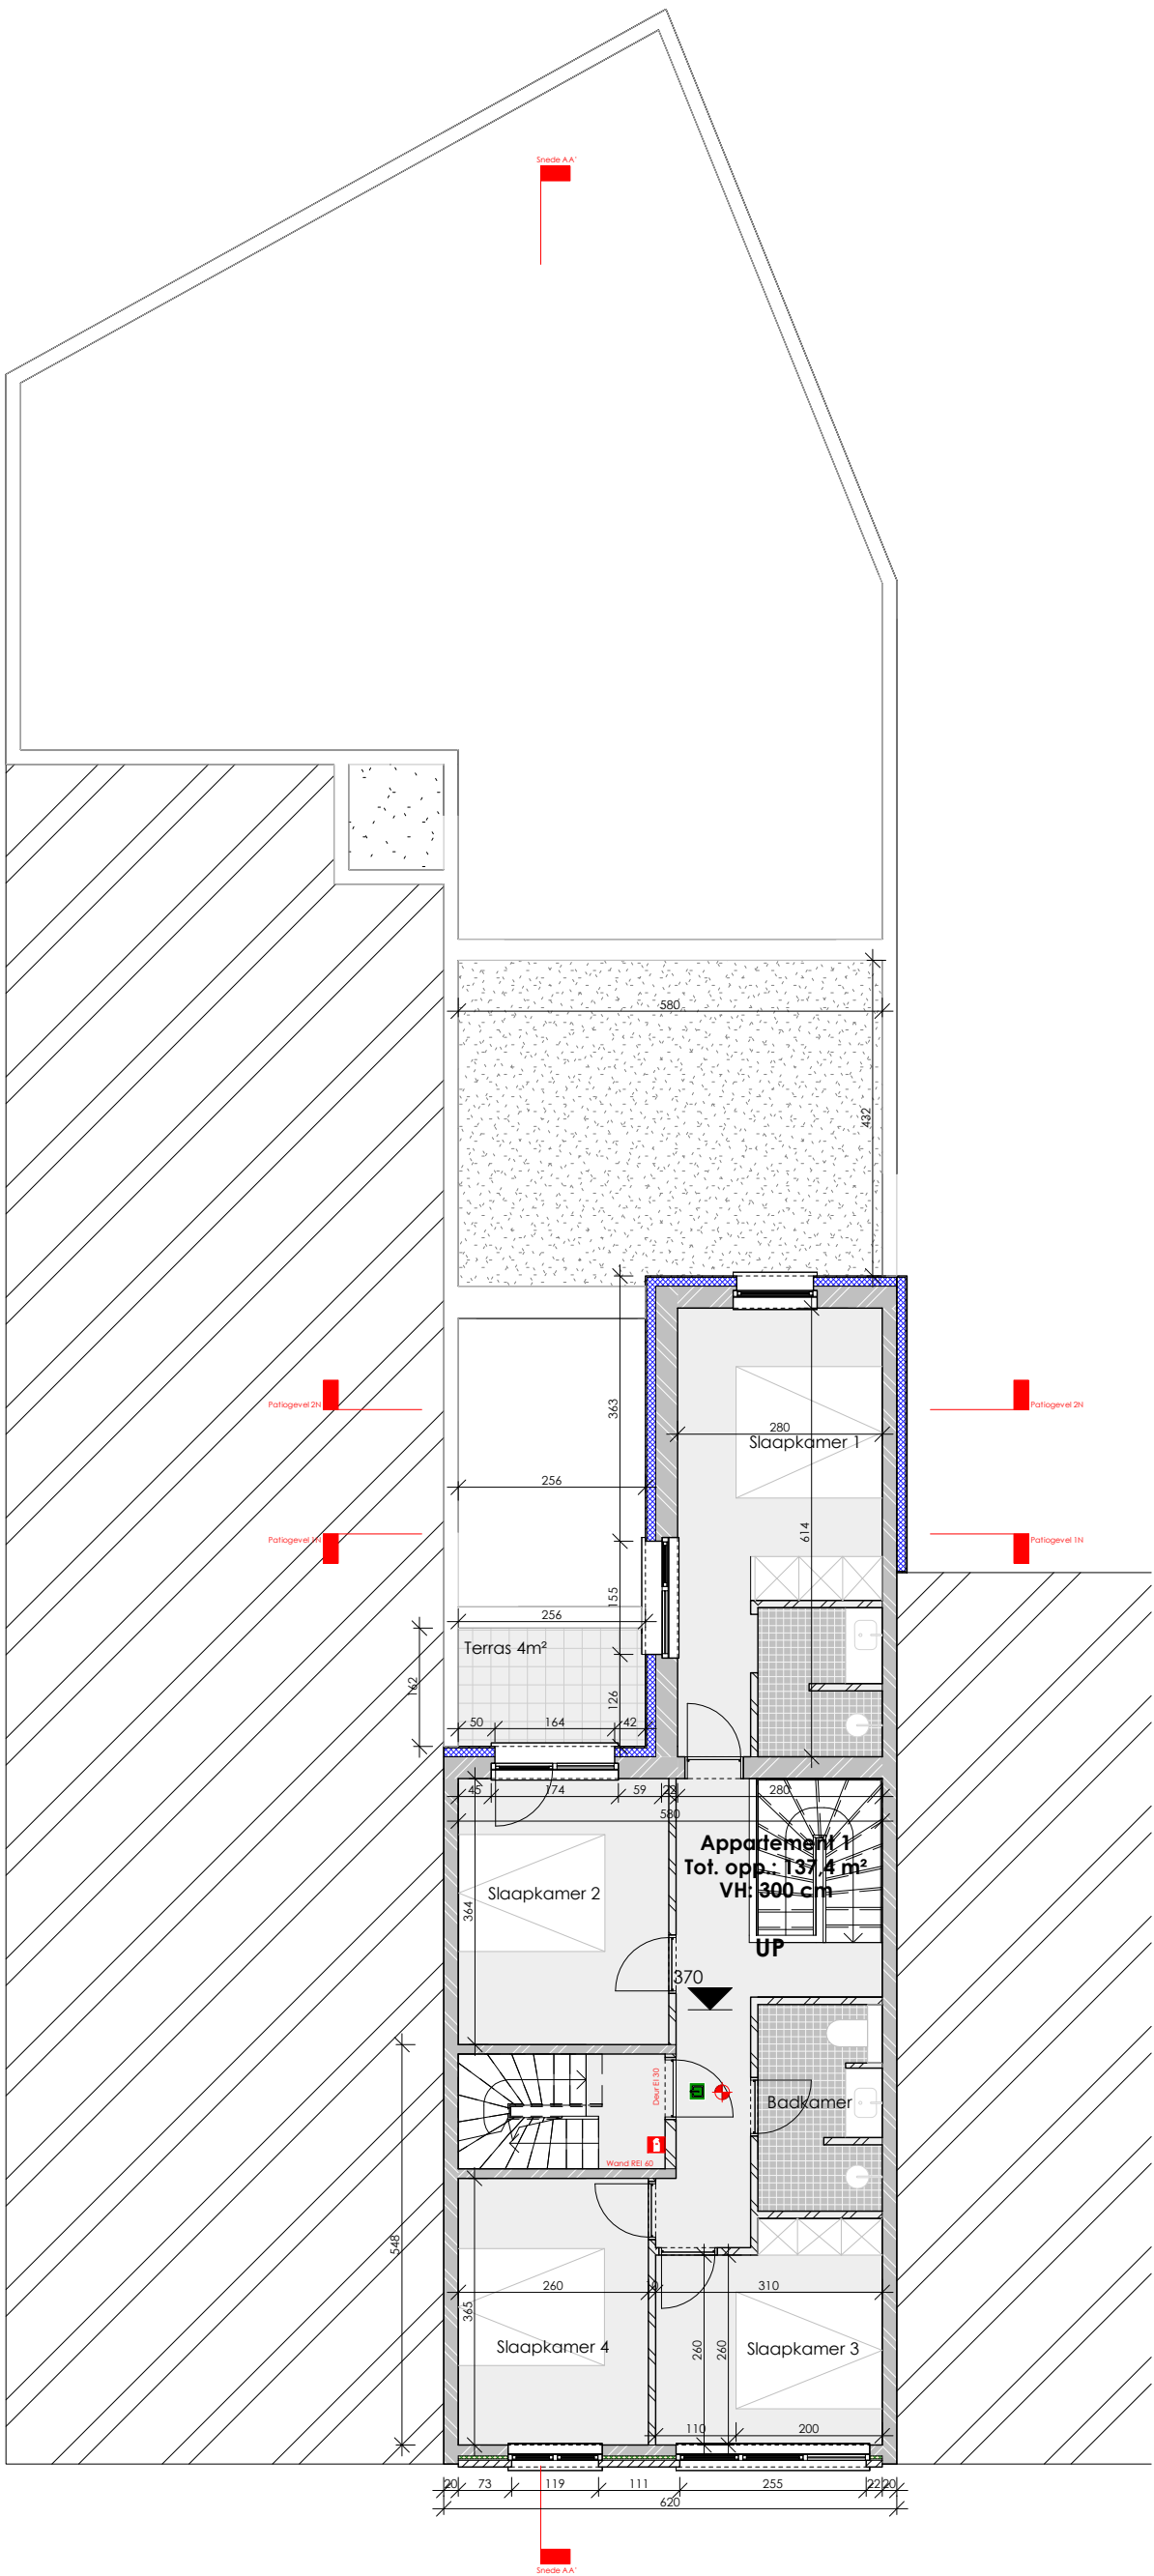 Snede AA'
580
432
363
Patiogevel 2N
Patiogevel 2N
280
Slaapkamer 1
256
614
Patiogevel 1N
Patiogevel 1N
155
256
Terras 4m²
162
126
50
164
42
45
174
59
22
280
580
Appartement 1
Tot. opp.: 137,4 m²
VH: 300 cm
Slaapkamer 2
364
UP
370
Deur EI 30
Badkamer
Wand REI 60
548
260
310
365
Slaapkamer 4
260
260
Slaapkamer 3
110
200
20
73
119
111
255
22
20
620
Snede AA'